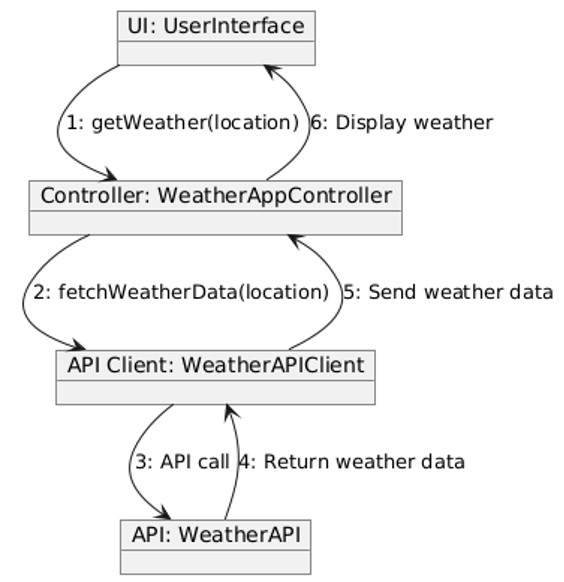 UI: UserInterface
1: getWeather(location)
6: Display weather
Controller: WeatherAppController
2: fetchWeatherData(location)
5: Send weather data
API Client: WeatherAPIClient
3: API call
4: Return weather data
API: WeatherAPI